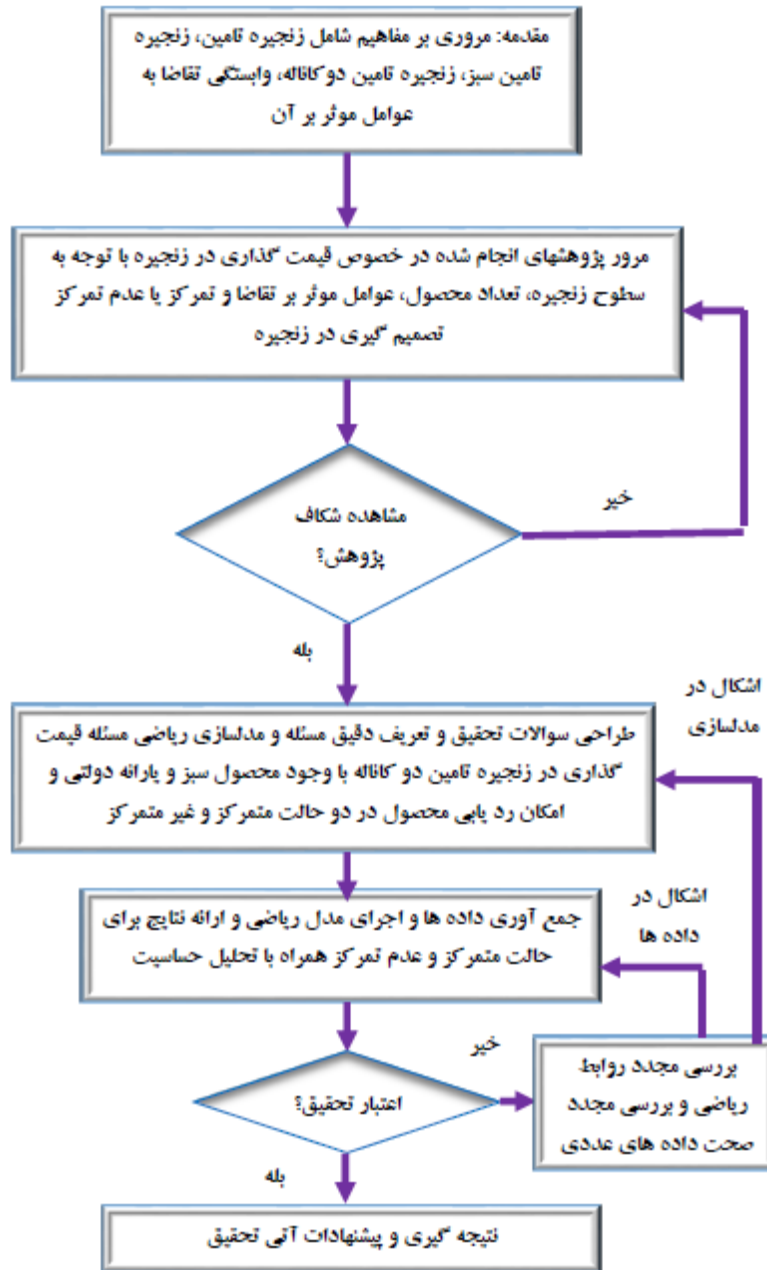 مقدمه: مروری بر مفاهیم شامل زنجیره تامین، زنجیره
تامین سبز، زنجیره تامین دوکاناله، وابستگی تقاضا به
عوامل موثر بر آن
مرور پژوهشهای انجام شده در خصوص قیمت گذاری در زنجیره با توجه به
سطوح زنجیره، تعداد محصول، عوامل موثر بر تقاضا و تمرکز یا عدم تمرکز
تصمیم گیری در زنجیره
مشاهده شکاف
پژوهش؟
خیر
بله
طراحی سوالات تحقیق و تعریف دقیق مسئله و مدلسازی ریاضی مسئله قیمت
گذاری در زنجیره تامین دو کاناله با وجود محصول سبز و یارانه دولتی و
امکان رد یابی محصول در دو حالت متمرکز و غیر متمرکز
اشکال در
مدلسازی
جمع آوری داده ها و اجرای مدل ریاضی و ارائه نتایج برای
حالت متمرکز و عدم تمرکز همراه با تحلیل حساسیت
اشکال در
داده ها
اعتبار تحقیق؟
خیر
بررسی مجدد روابط
ریاضی و بررسی مجدد
صحت داده های عددی
بله
نتیجه گیری و پیشنهادات آتی تحقیق